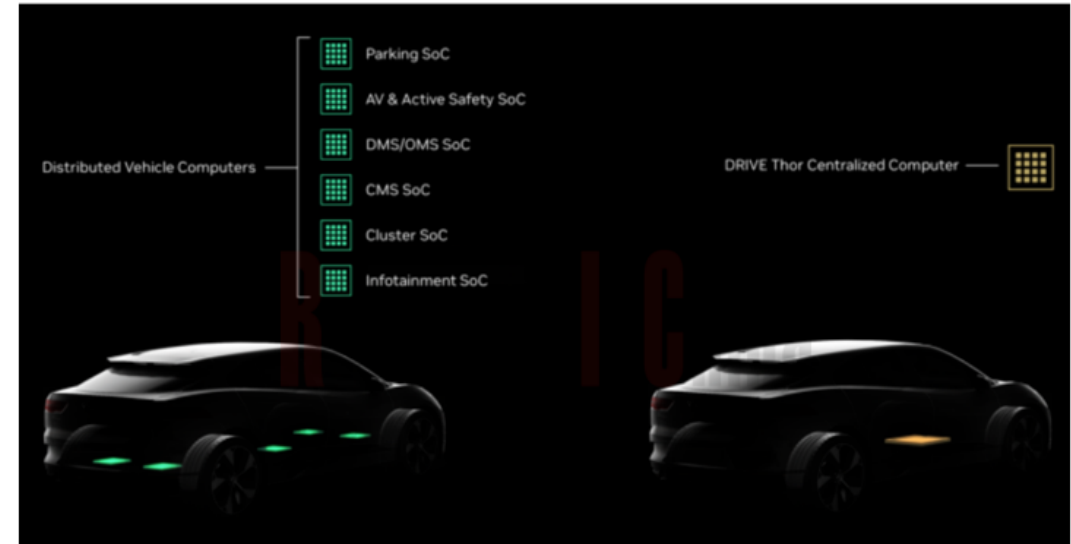 Parking SoC
AV & Active Safety SoC
DMS/OMS SoC
Distributed Vehicle Computers
DRIVE Thor Centralized Computer
CMS SoC
Cluster SoC
Infotainment SoC
R I C